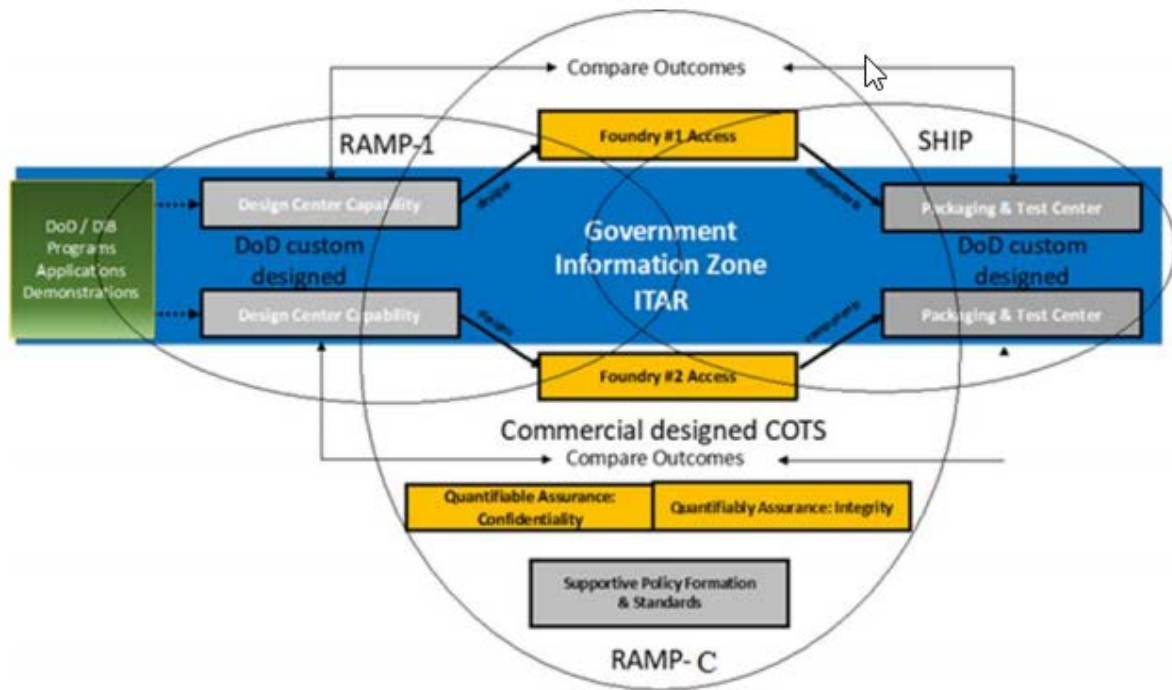 Compare Outcomes
RAMP-1
Foundry #1 Access
SHIP
Design Center Capability
Packaging & Test Center
DoD / DIB
Programs
Applications
Demonstrations
DoD custom
designed
Government
Information Zone
ITAR
DoD custom
designed
Design Center Capability
Packaging & Test Center
Foundry #2 Access
Commercial designed COTS
Compare Outcomes
Quantifiable Assurance:
Confidentiality
Quantifiably Assurance: Integrity
Supportive Policy Formation
& Standards
RAMP- C